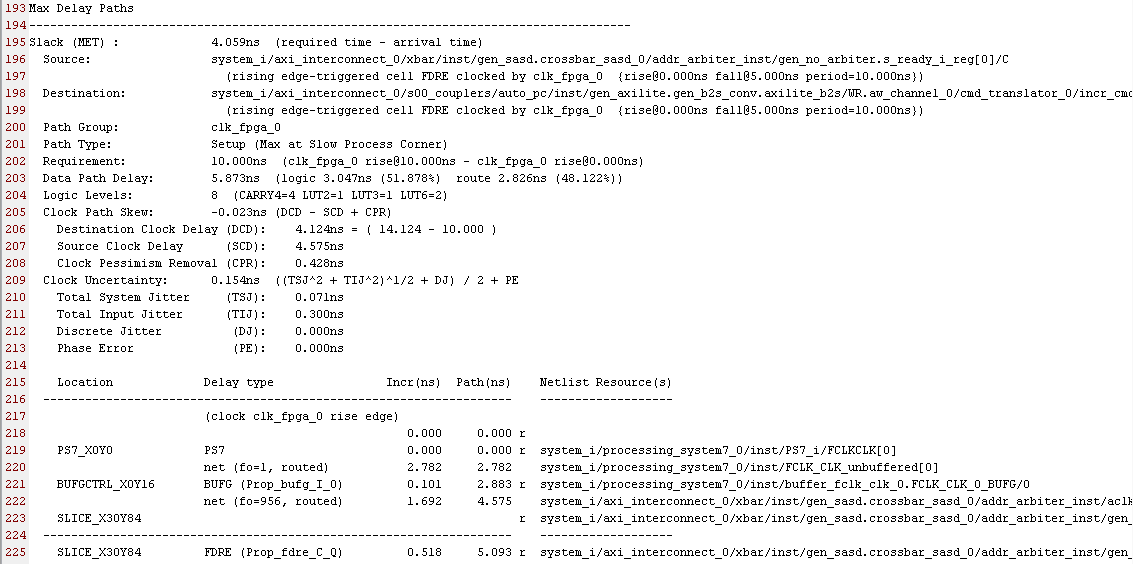 193 Max Delay Paths
194 --------------------------------------------------------------------------------------
195 Slack (MET) :             4.059ns  (required time - arrival time)
196   Source:                 system_i/axi_interconnect_0/xbar/inst/gen_sasd.crossbar_sasd_0/addr_arbiter_inst/gen_no_arbiter.s_ready_i_reg[0]/C
197                             (rising edge-triggered cell FDRE clocked by clk_fpga_0  {rise@0.000ns fall@5.000ns period=10.000ns})
198   Destination:            system_i/axi_interconnect_0/s00_couplers/auto_pc/inst/gen_axilite.gen_b2s_conv.axilite_b2s/WR.aw_channel_0/cmd_translator_0/incr_cmd
199                             (rising edge-triggered cell FDRE clocked by clk_fpga_0  {rise@0.000ns fall@5.000ns period=10.000ns})
200   Path Group:             clk_fpga_0
201   Path Type:              Setup (Max at Slow Process Corner)
202   Requirement:            10.000ns  (clk_fpga_0 rise@10.000ns - clk_fpga_0 rise@0.000ns)
203   Data Path Delay:        5.873ns  (logic 3.047ns (51.878%)  route 2.826ns (48.122%))
204   Logic Levels:           8  (CARRY4=4 LUT2=1 LUT3=1 LUT6=2)
205   Clock Path Skew:        -0.023ns (DCD - SCD + CPR)
206     Destination Clock Delay (DCD):    4.124ns = ( 14.124 - 10.000 )
207     Source Clock Delay      (SCD):    4.575ns
208     Clock Pessimism Removal (CPR):    0.428ns
209   Clock Uncertainty:      0.154ns  ((TSJ^2 + TIJ^2)^1/2 + DJ) / 2 + PE
210     Total System Jitter     (TSJ):    0.071ns
211     Total Input Jitter      (TIJ):    0.300ns
212     Discrete Jitter          (DJ):    0.000ns
213     Phase Error              (PE):    0.000ns
214
215     Location             Delay type                Incr(ns)  Path(ns)    Netlist Resource(s)
216   -------------------------------------------------------------------    -------------------
217                          (clock clk_fpga_0 rise edge)
218                                                      0.000     0.000 r
219     PS7_X0Y0             PS7                          0.000     0.000 r  system_i/processing_system7_0/inst/PS7_i/FCLKCLK[0]
220                          net (fo=1, routed)           2.782     2.782    system_i/processing_system7_0/inst/FCLK_CLK_unbuffered[0]
221     BUFGCTRL_X0Y16       BUFG (Prop_bufg_I_O)         0.101     2.883 r  system_i/processing_system7_0/inst/buffer_fclk_clk_0.FCLK_CLK_0_BUFG/O
222                          net (fo=956, routed)         1.692     4.575    system_i/axi_interconnect_0/xbar/inst/gen_sasd.crossbar_sasd_0/addr_arbiter_inst/aclk
223     SLICE_X30Y84                                                   r  system_i/axi_interconnect_0/xbar/inst/gen_sasd.crossbar_sasd_0/addr_arbiter_inst/gen_
224   -------------------------------------------------------------------    -------------------
225     SLICE_X30Y84         FDRE (Prop_fdre_C_Q)         0.518     5.093 r  system_i/axi_interconnect_0/xbar/inst/gen_sasd.crossbar_sasd_0/addr_arbiter_inst/gen_